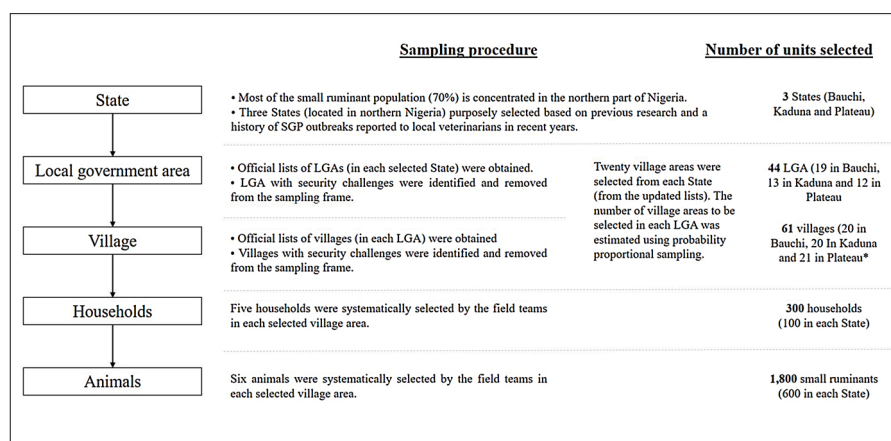 Sampling procedure
Number of units selected
State
• Most of the small ruminant population (70%) is concentrated in the northern part of Nigeria.
• Three States (located in northern Nigeria) purposely selected based on previous research and a
history of SGP outbreaks reported to local veterinarians in recent years.
3 States (Bauchi,
Kaduna and Plateau)
Local government area
• Official lists of LGAs (in each selected State) were obtained.
• LGA with security challenges were identified and removed
from the sampling frame.
Twenty village areas were
selected from each State
(from the updated lists). The
number of village areas to be
selected in each LGA was
estimated using probability
proportional sampling.
44 LGA (19 in Bauchi,
13 in Kaduna and 12 in
Plateau
Village
• Official lists of villages (in each LGA) were obtained
• Villages with security challenges were identified and removed
from the sampling frame.
61 villages (20 in
Bauchi, 20 In Kaduna
and 21 in Plateau*
Households
Five households were systematically selected by the field teams
in each selected village area.
300 households
(100 in each State)
Animals
Six animals were systematically selected by the field teams in
each selected village area.
1,800 small ruminants
(600 in each State)